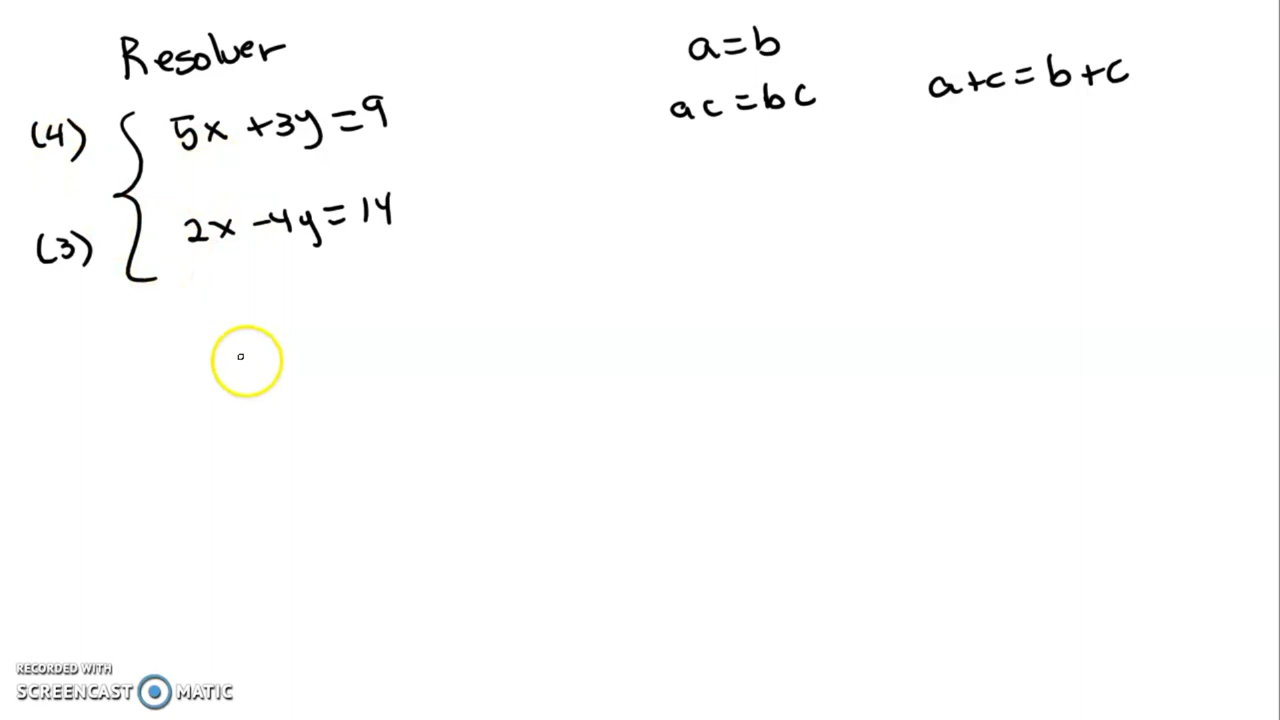 Resolver
(4) 5x + 3y = 9
(3) 2x - 4y = 14
a = b
ac = bc
a + c = b + c
RECORDED WITH
SCREENCAST MATIC